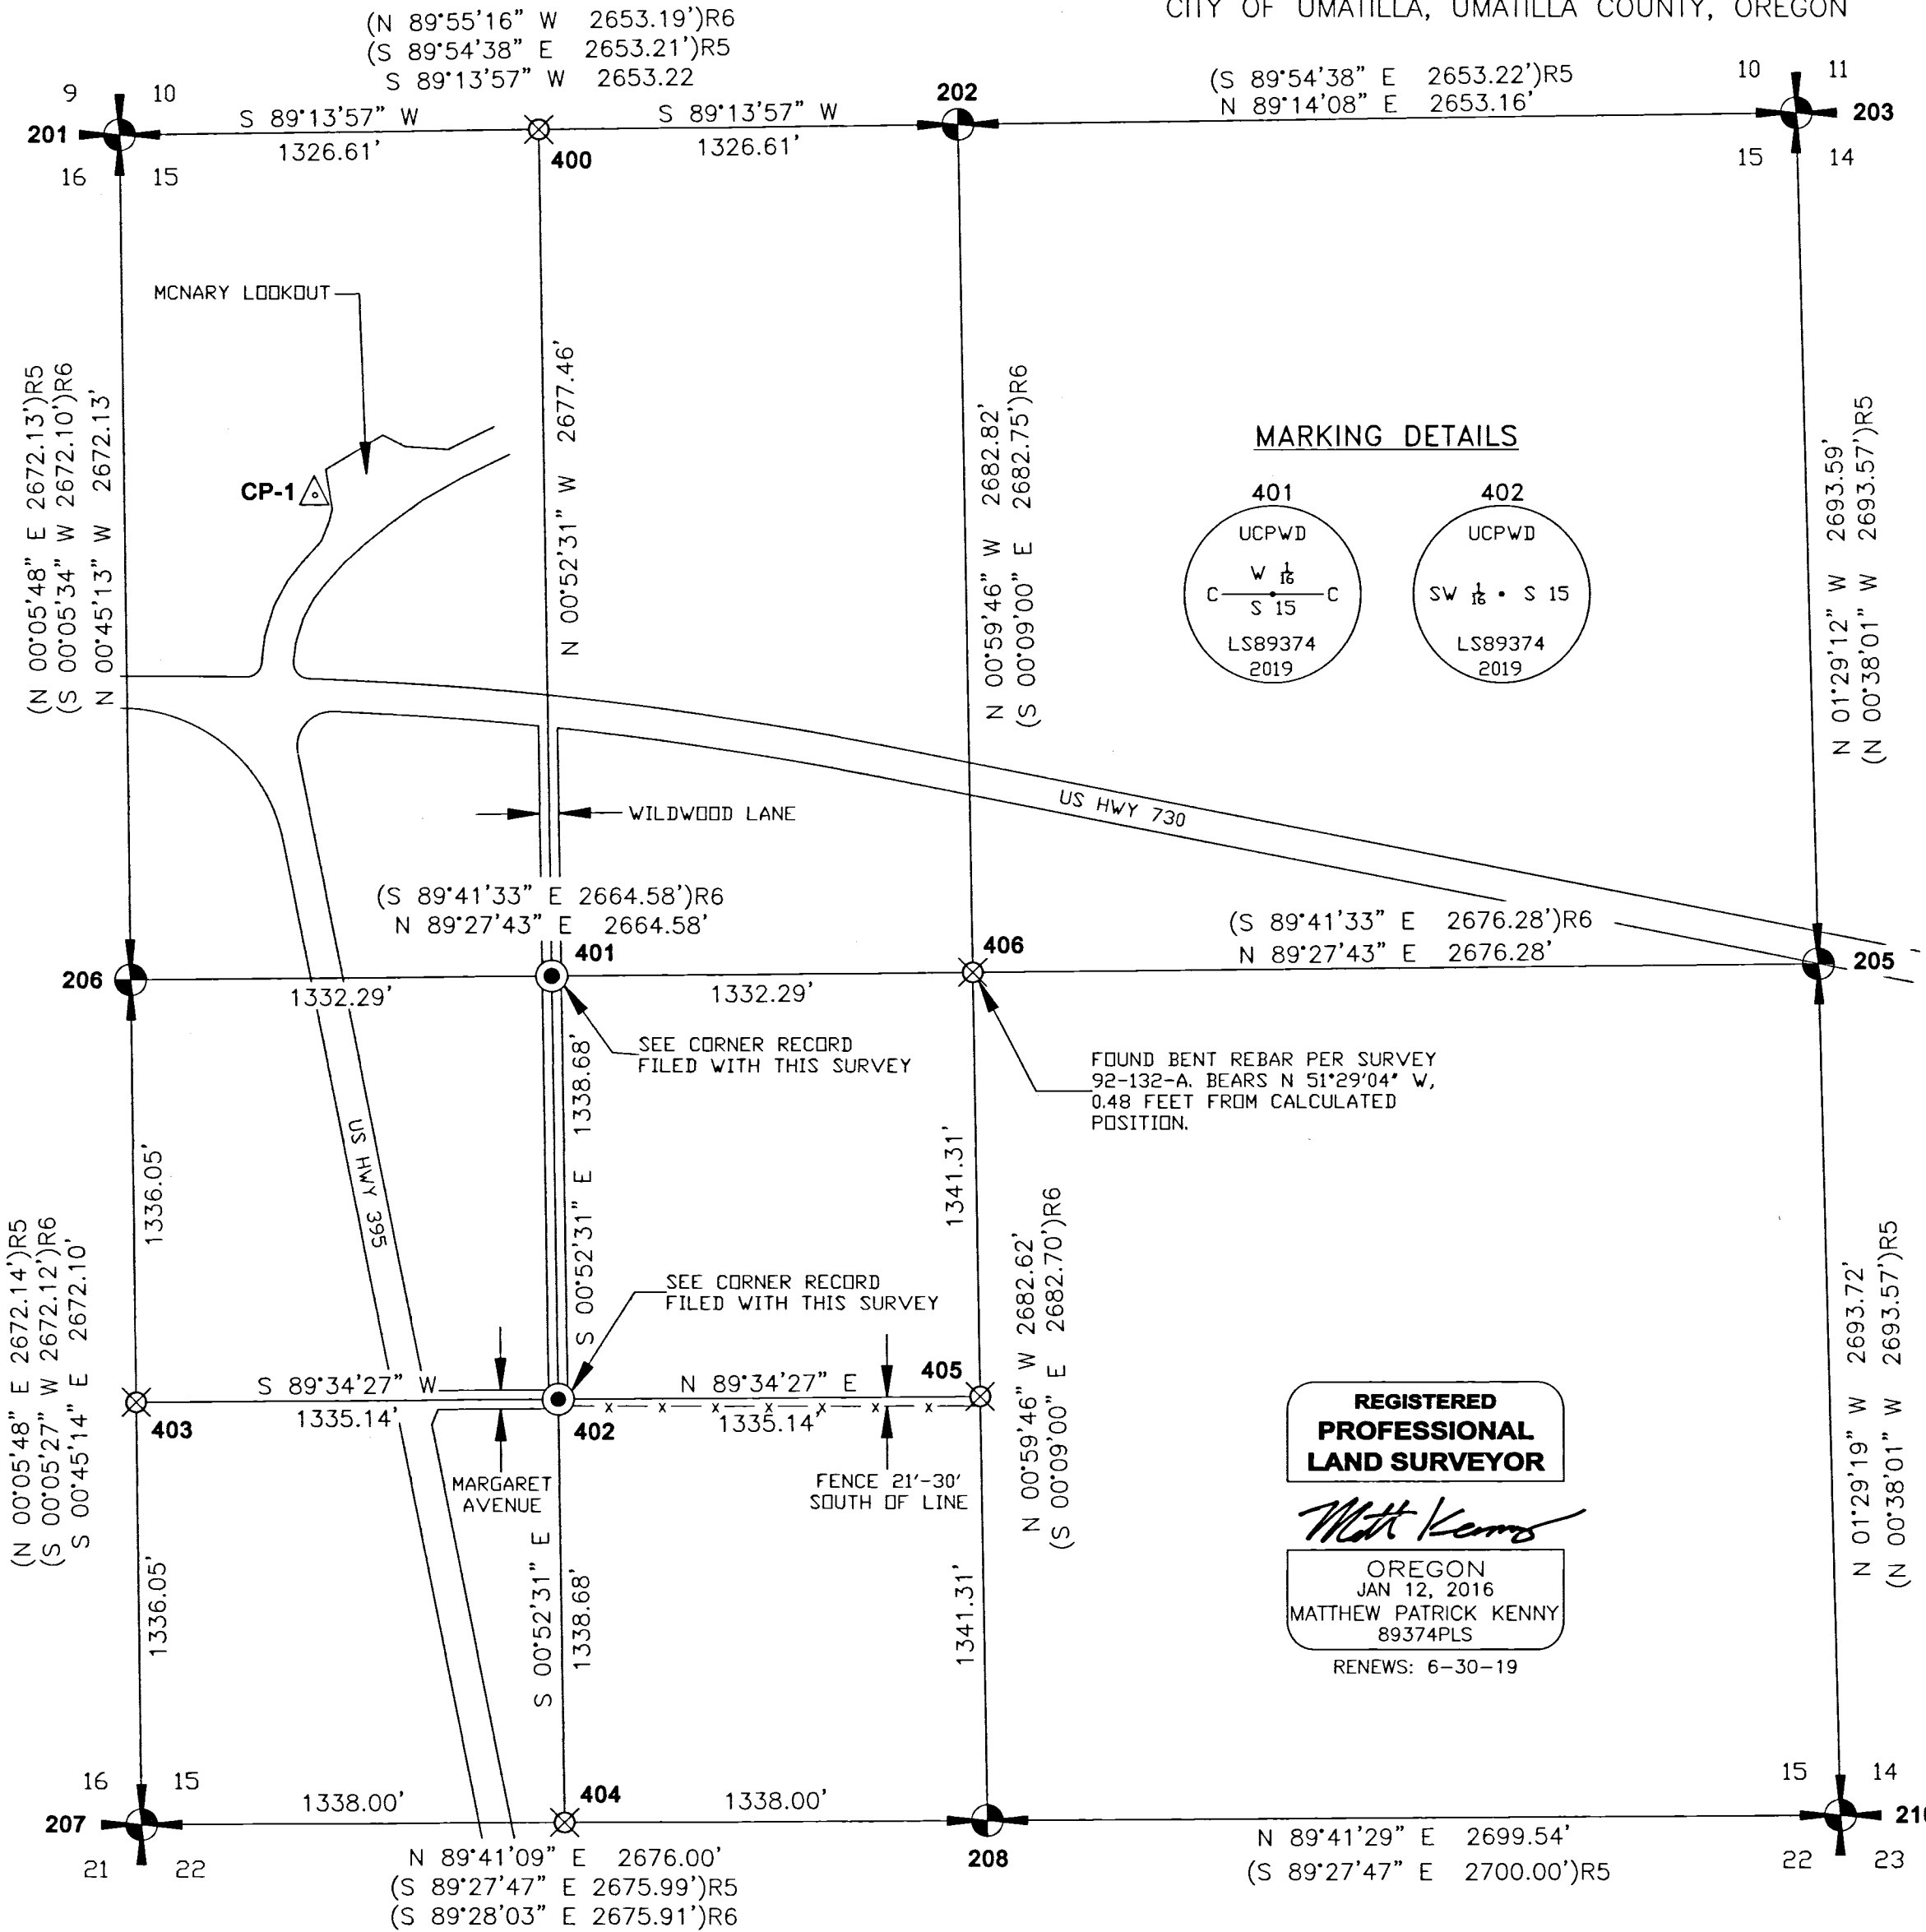 CITY OF UMATILLA, UMATILLA COUNTY, OREGON
(N 89°55'16" W 2653.19')R6
(S 89°54'38" E 2653.21')R5
S 89°13'57" W 2653.22
(S 89°54'38" E 2653.22')R5
N 89°14'08" E 2653.16'
9 10
201
16 15
S 89°13'57" W
1326.61'
400
S 89°13'57" W
1326.61'
202
10 11
203
15 14
MCNARY LOOKOUT
CP-1
(N 00°05'48" E 2672.13')R5
(S 00°05'34" W 2672.10')R6
N 00°45'13" W 2672.13'
N 00°52'31" W 2677.46'
N 00°59'46" W 2682.82'
(S 00°09'00" E 2682.75')R6
MARKING DETAILS
401
UCPWD
W 1/16
C C
S 15
LS89374
2019
402
UCPWD
SW 1/16 • S 15
LS89374
2019
N 01°29'12" W 2693.59'
(N 00°38'01" W 2693.57')R5
US HWY 730
WILDWOOD LANE
(S 89°41'33" E 2664.58')R6
N 89°27'43" E 2664.58'
401
406
(S 89°41'33" E 2676.28')R6
N 89°27'43" E 2676.28'
205
206
1332.29'
1332.29'
SEE CORNER RECORD
FILED WITH THIS SURVEY
FOUND BENT REBAR PER SURVEY
92-132-A. BEARS N 51°29'04" W,
0.48 FEET FROM CALCULATED
POSITION.
1336.05'
US HWY 395
S 00°52'31" E 1338.68'
1341.31'
(N 00°05'48" E 2672.14')R5
(S 00°05'27" W 2672.12')R6
S 00°45'14" E 2672.10'
SEE CORNER RECORD
FILED WITH THIS SURVEY
N 00°59'46" W 2682.62'
(S 00°09'00" E 2682.70')R6
N 01°29'19" W 2693.72'
(N 00°38'01" W 2693.57')R5
S 89°34'27" W
1335.14'
403
402
N 89°34'27" E
x x x x x x x
1335.14'
405
MARGARET
AVENUE
FENCE 21'-30'
SOUTH OF LINE
1336.05'
S 00°52'31" E
1338.68'
1341.31'
REGISTERED
PROFESSIONAL
LAND SURVEYOR
Matt Kenny
OREGON
JAN 12, 2016
MATTHEW PATRICK KENNY
89374PLS
RENEWS: 6-30-19
16 15
207
21 22
1338.00'
404
1338.00'
208
15 14
210
22 23
N 89°41'09" E 2676.00'
(S 89°27'47" E 2675.99')R5
(S 89°28'03" E 2675.91')R6
N 89°41'29" E 2699.54'
(S 89°27'47" E 2700.00')R5